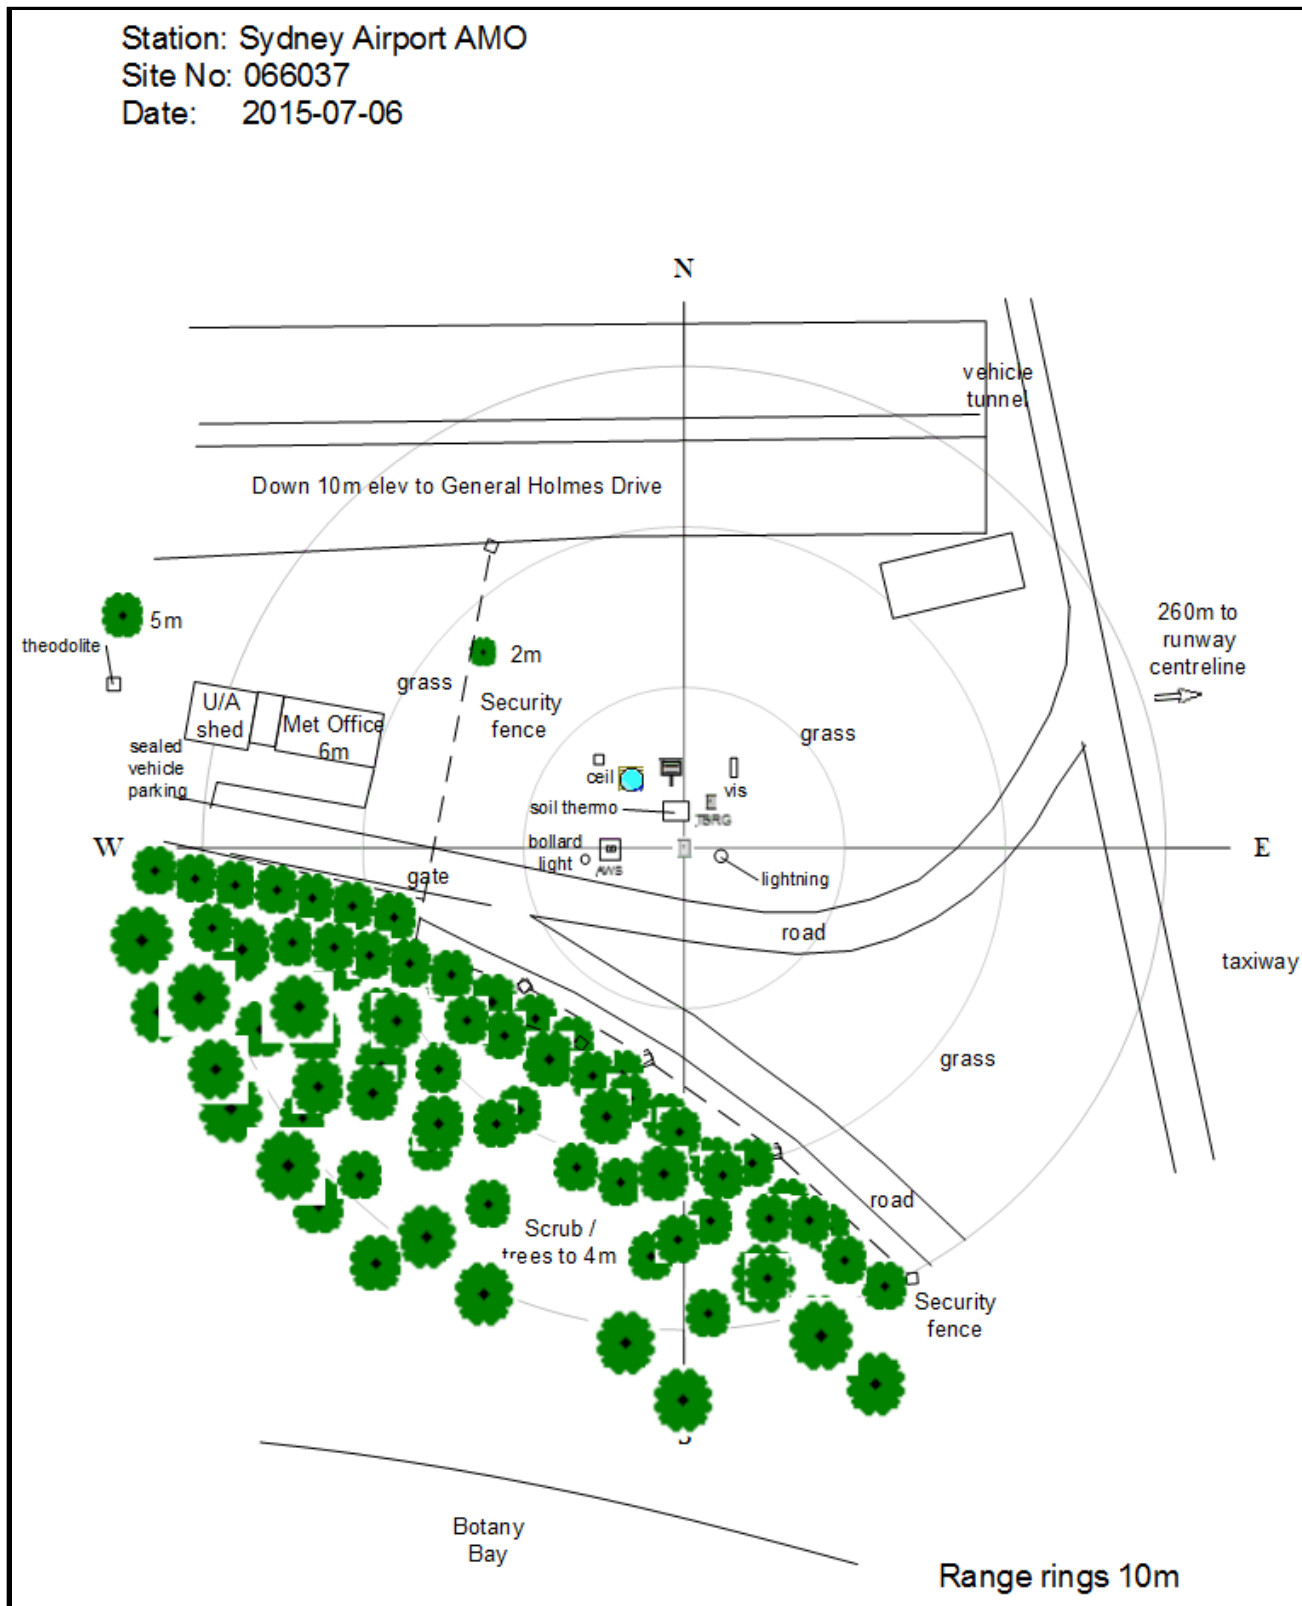 Station: Sydney Airport AMO
Site No: 066037
Date: 2015-07-06
N
vehicle
tunnel
Down 10m elev to General Holmes Drive
5m
theodolite
2m
grass
260m to
runway
centreline
U/A
shed
Met Office
6m
Security
fence
grass
sealed
vehicle
parking
ceil
vis
soil thermo
TBRG
W
bollard
light
AWS
E
gate
lightning
road
taxiway
grass
road
Scrub /
trees to 4m
Security
fence
S
Botany
Bay
Range rings 10m